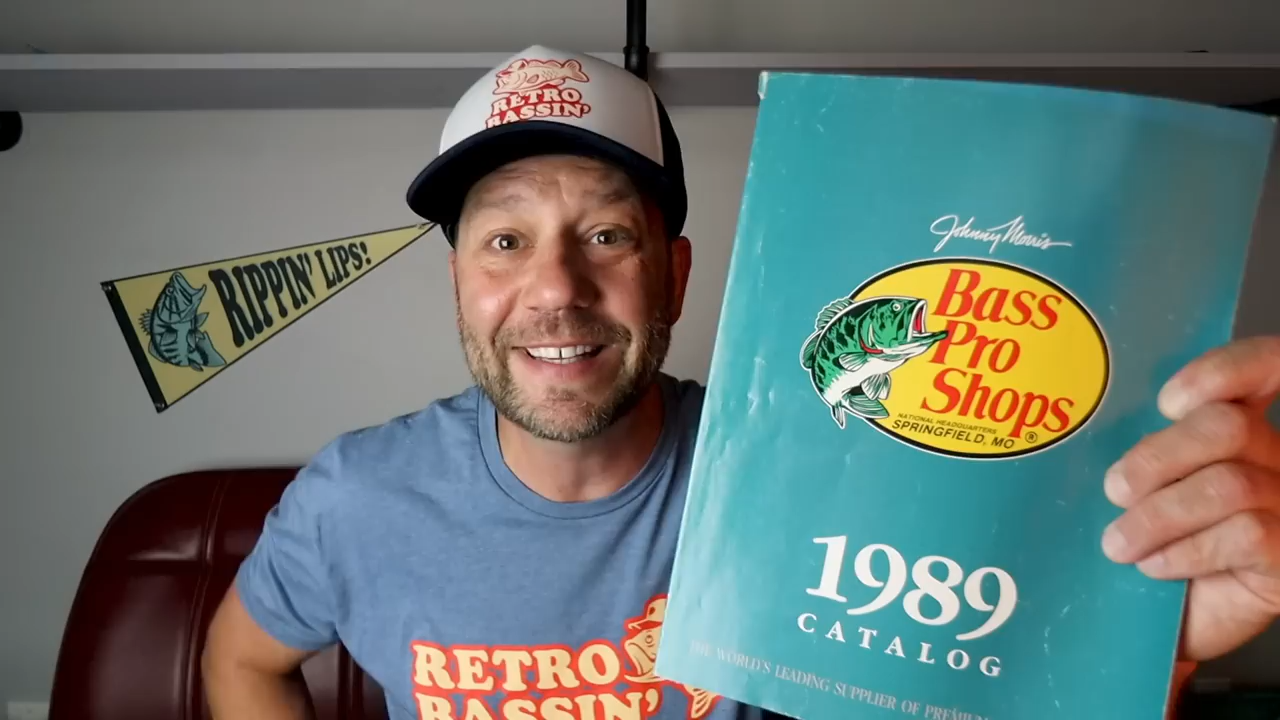 RETRO
BASSIN'
RIPPIN' LIPS!
Johnny Morris
Bass
Pro
Shops
NATIONAL HEADQUARTERS
SPRINGFIELD, MO ®
1989
CATALOG
THE WORLD'S LEADING SUPPLIER OF PREMIUM
RETRO
BASSIN'